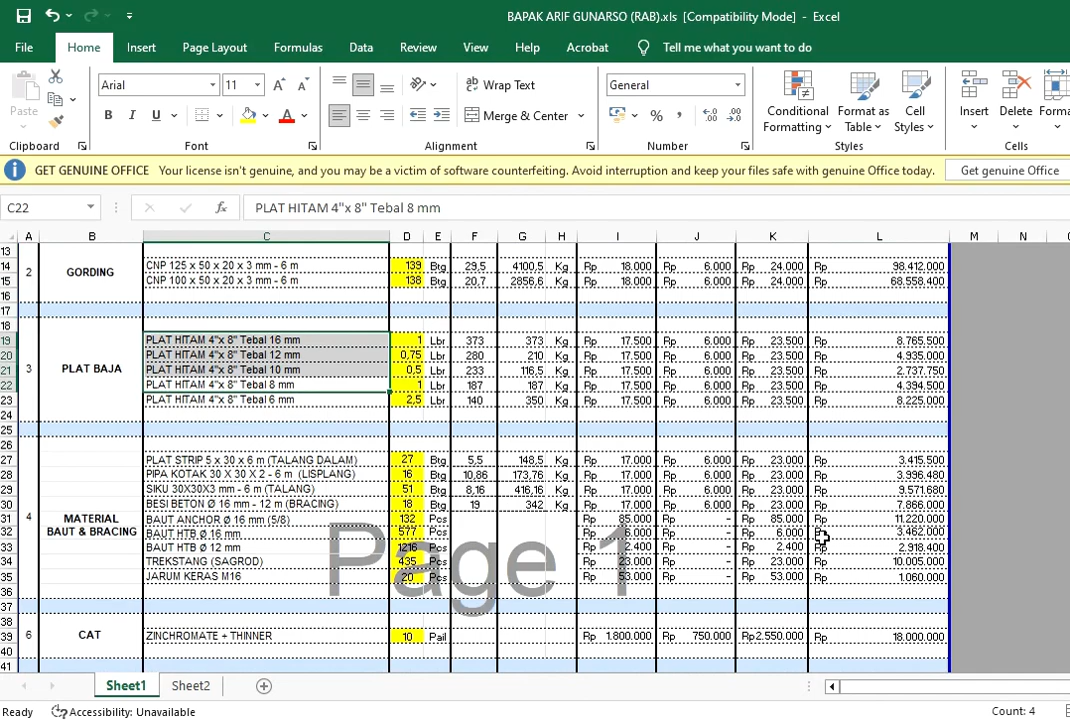 BAPAK ARIF GUNARSO (RAB).xls [Compatibility Mode] - Excel
File Home Insert Page Layout Formulas Data Review View Help Acrobat Tell me what you want to do
Arial 11 Wrap Text General
Paste B I U Merge & Center % Conditional Formatting Format as Table Cell Styles Insert Delete Forma
Clipboard Font Alignment Number Styles Cells
GET GENUINE OFFICE Your license isn't genuine, and you may be a victim of software counterfeiting. Avoid interruption and keep your files safe with genuine Office today. Get genuine Office
C22 fx PLAT HITAM 4"x 8" Tebal 8 mm
A B C D E F G H I J K L M N
13
14 2 GORDING CNP 125 x 50 x 20 x 3 mm - 6 m 139 Btg 29,5 4100,5 Kg Rp 18.000 Rp 6.000 Rp 24.000 Rp 98.412.000
15 CNP 100 x 50 x 20 x 3 mm - 6 m 138 Btg 20,7 2856,6 Kg Rp 18.000 Rp 6.000 Rp 24.000 Rp 68.558.400
16
17
18
19 PLAT HITAM 4"x 8" Tebal 16 mm 1 Lbr 373 373 Kg Rp 17.500 Rp 6.000 Rp 23.500 Rp 8.765.500
20 PLAT HITAM 4"x 8" Tebal 12 mm 0,75 Lbr 280 210 Kg Rp 17.500 Rp 6.000 Rp 23.500 Rp 4.935.000
21 3 PLAT BAJA PLAT HITAM 4"x 8" Tebal 10 mm 0,5 Lbr 233 116,5 Kg Rp 17.500 Rp 6.000 Rp 23.500 Rp 2.737.750
22 PLAT HITAM 4"x 8" Tebal 8 mm 1 Lbr 187 187 Kg Rp 17.500 Rp 6.000 Rp 23.500 Rp 4.394.500
23 PLAT HITAM 4"x 8" Tebal 6 mm 2,5 Lbr 140 350 Kg Rp 17.500 Rp 6.000 Rp 23.500 Rp 8.225.000
24
25
26
27 PLAT STRIP 5 x 30 x 6 m (TALANG DALAM) 27 Btg 5,5 148,5 Kg Rp 17.000 Rp 6.000 Rp 23.000 Rp 3.415.500
28 PIPA KOTAK 30 X 30 X 2 - 6 m (LISPLANG) 16 Btg 10,86 173,76 Kg Rp 17.000 Rp 6.000 Rp 23.000 Rp 3.996.480
29 SIKU 30X30X3 mm - 6 m (TALANG) 51 Btg 8,16 416,16 Kg Rp 17.000 Rp 6.000 Rp 23.000 Rp 9.571.680
30 BESI BETON Ø 16 mm - 12 m (BRACING) 18 Btg 19 342 Kg Rp 17.000 Rp 6.000 Rp 23.000 Rp 7.866.000
31 4 MATERIAL BAUT ANCHOR Ø 16 mm (5/8) 132 Pcs Rp 85.000 Rp - Rp 85.000 Rp 11.220.000
32 BAUT & BRACING BAUT HTB Ø 16 mm 577 Pcs Rp 6.000 Rp - Rp 6.000 Rp 3.462.000
33 BAUT HTB Ø 12 mm 1216 Pcs Rp 2.400 Rp - Rp 2.400 Rp 2.918.400
34 TREKSTANG (SAGROD) 435 Pcs Rp 23.000 Rp - Rp 23.000 Rp 10.005.000
35 JARUM KERAS M16 20 Pcs Rp 53.000 Rp - Rp 53.000 Rp 1.060.000
Page 1
36
37
38
39 6 CAT ZINCHROMATE + THINNER 10 Pail Rp 1.800.000 Rp 750.000 Rp2.550.000 Rp 18.000.000
40
41
Sheet1 Sheet2
Ready Accessibility: Unavailable Count: 4